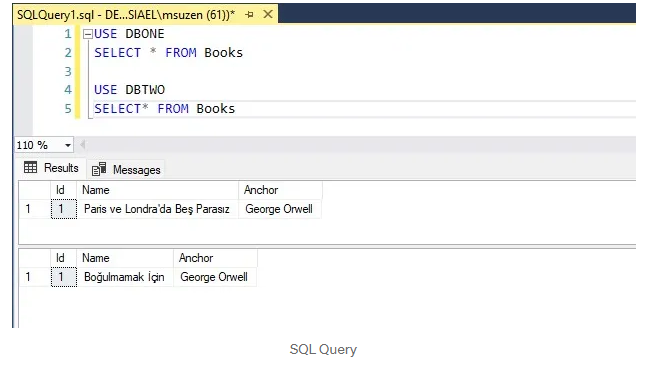 SQLQuery1.sql - DE...SIAEL\msuzen (61))*
1 USE DBONE
2 SELECT * FROM Books
3
4 USE DBTWO
5 SELECT* FROM Books
110 %
Results Messages
Id Name Anchor
1 1 Paris ve Londra'da Beş Parasız George Orwell
Id Name Anchor
1 1 Boğulmamak İçin George Orwell
SQL Query